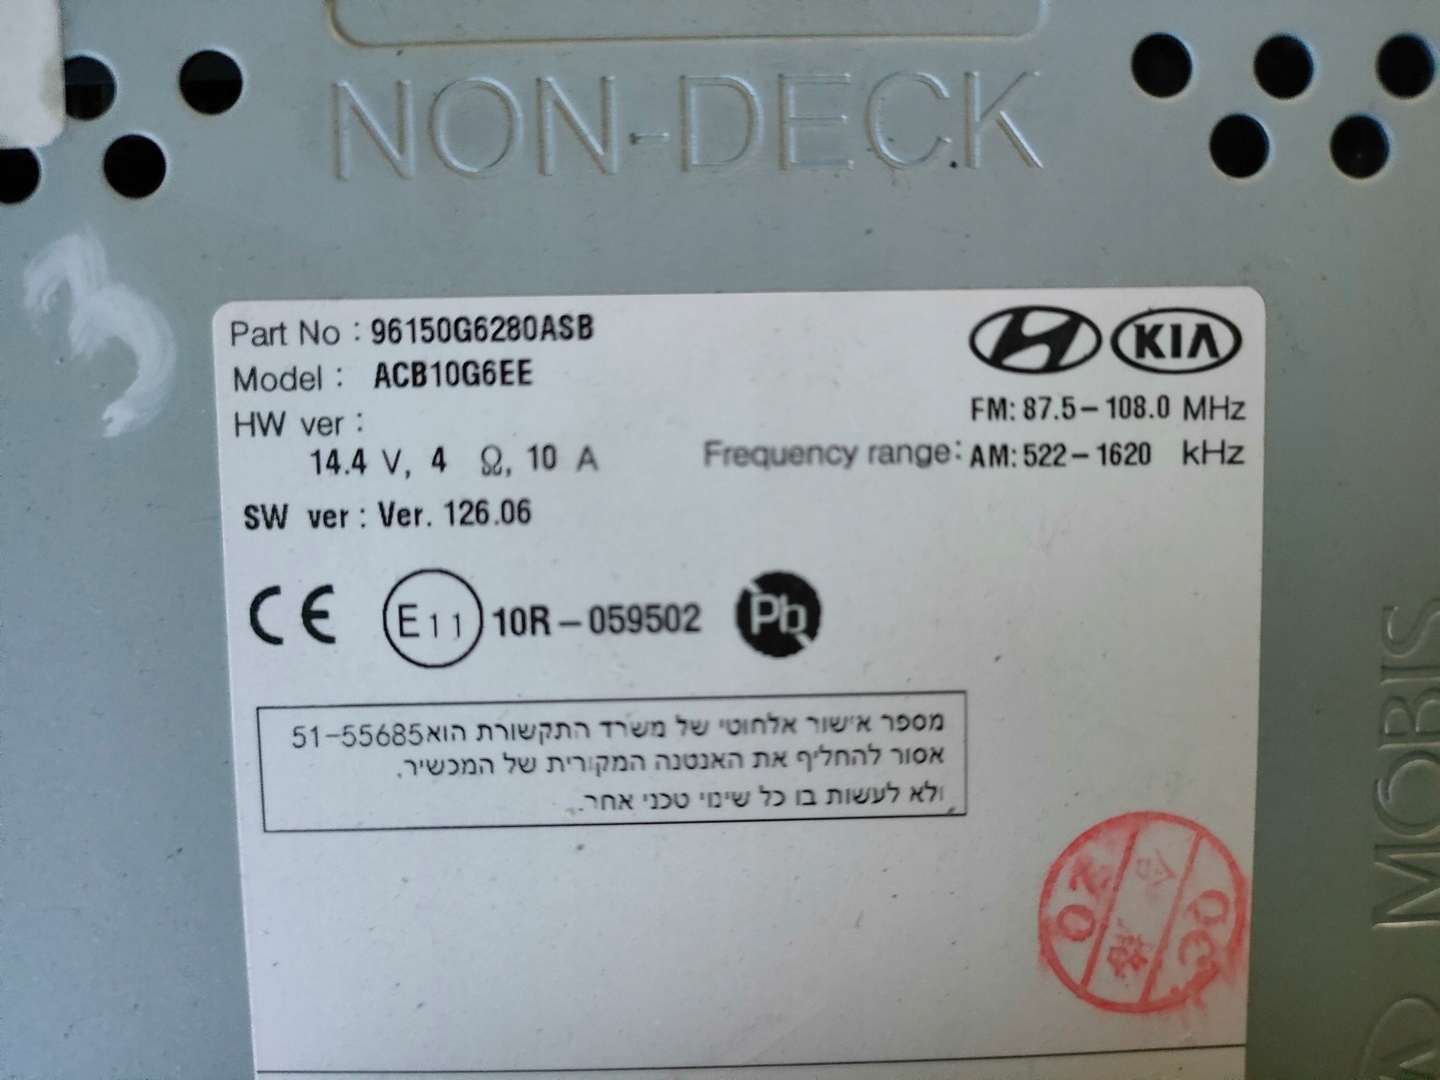 NON-DECK
3
Part No : 96150G6280ASB
KIA
Model : ACB10G6EE
HW ver :
FM: 87.5-108.0 MHz
14.4 V, 4 Ω, 10 A
Frequency range: AM: 522-1620 kHz
SW ver : Ver. 126.06
CE E11 10R-059502 Pb
מספר אישור אלחוטי של משרד התקשורת הוא51-55685
אסור להחליף את האנטנה המקורית של המכשיר.
ולא לעשות בו כל שינוי טכני אחר.
MOBIS
20